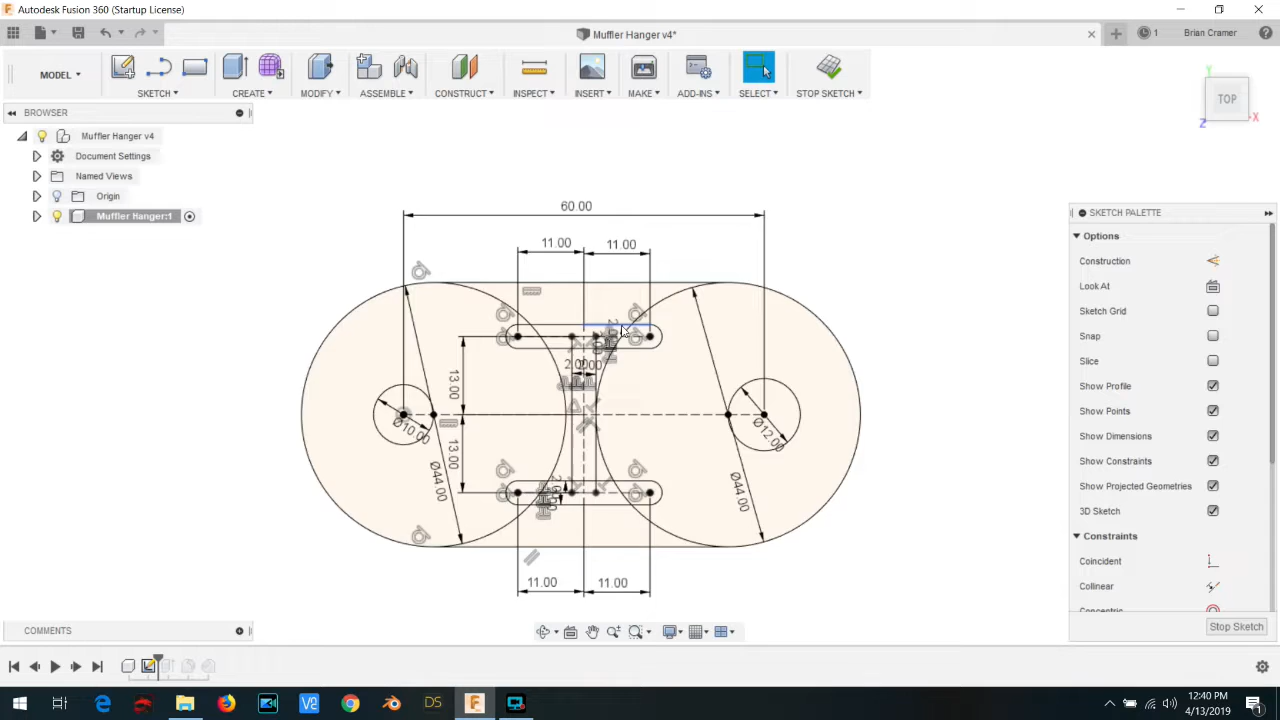 Autodesk Fusion 360 (Startup License)
Muffler Hanger v4*
1
Brian Cramer
MODEL
SKETCH
CREATE
MODIFY
ASSEMBLE
CONSTRUCT
INSPECT
INSERT
MAKE
ADD-INS
SELECT
STOP SKETCH
TOP
Y
X
Z
BROWSER
Muffler Hanger v4
Document Settings
Named Views
Origin
Muffler Hanger:1
60.00
11.00
11.00
13.00
13.00
Ø10.00
Ø12.00
Ø44.00
Ø44.00
11.00
11.00
SKETCH PALETTE
Options
Construction
Look At
Sketch Grid
Snap
Slice
Show Profile
Show Points
Show Dimensions
Show Constraints
Show Projected Geometries
3D Sketch
Constraints
Coincident
Collinear
Concentric
Stop Sketch
COMMENTS
DS
12:40 PM
4/13/2019